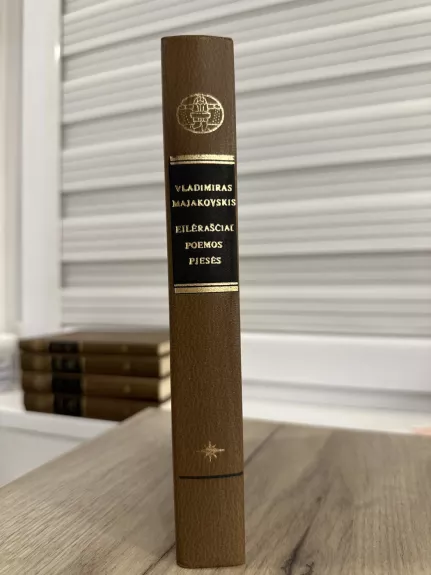 VLADIMIRAS
MAJAKOVSKIS
EILĖRAŠČIAI
POEMOS
PJESĖS